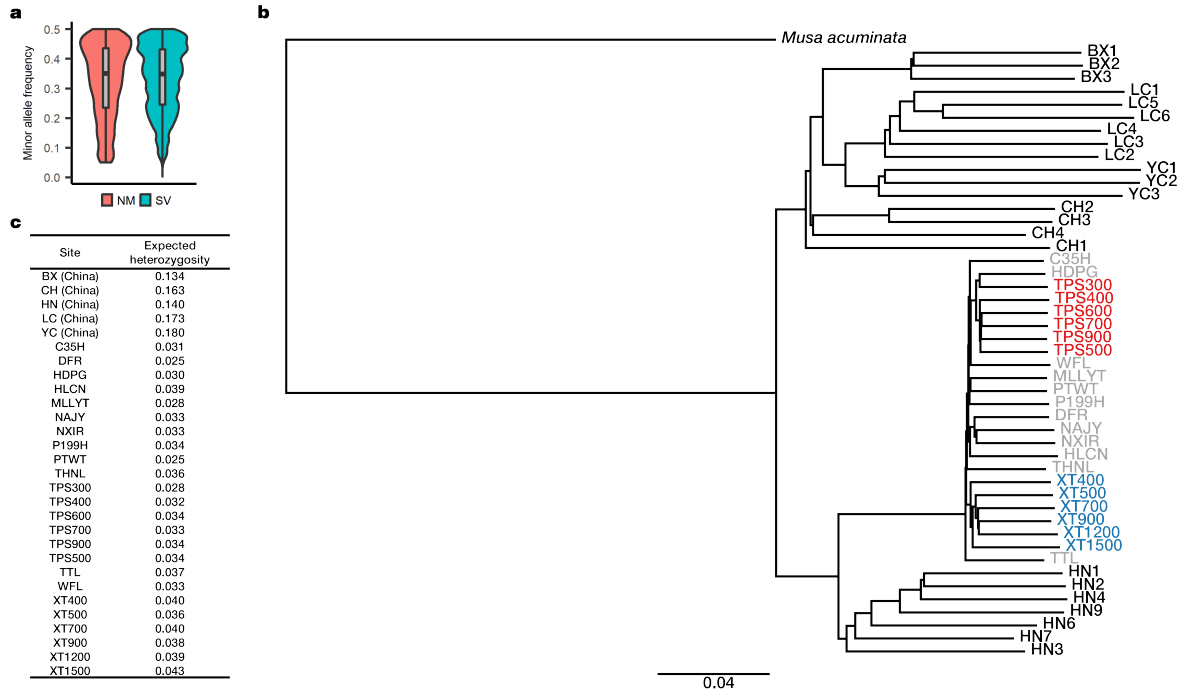 a
Minor allele frequency
0.5
0.4
0.3
0.2
0.1
0.0
NM
SV
b
Musa acuminata
BX1
BX2
BX3
LC1
LC5
LC6
LC4
LC3
LC2
YC1
YC2
YC3
CH2
CH3
CH4
CH1
C35H
HDPG
TPS300
TPS400
TPS600
TPS700
TPS900
TPS500
WFL
MLLYT
PTWT
P199H
DFR
NAJY
NXIR
HLCN
THNL
XT400
XT500
XT700
XT900
XT1200
XT1500
TTL
HN1
HN2
HN4
HN9
HN6
HN7
HN3
0.04
c
Site Expected
heterozygosity
BX (China) 0.134
CH (China) 0.163
HN (China) 0.140
LC (China) 0.173
YC (China) 0.180
C35H 0.031
DFR 0.025
HDPG 0.030
HLCN 0.039
MLLYT 0.028
NAJY 0.033
NXIR 0.033
P199H 0.034
PTWT 0.025
THNL 0.036
TPS300 0.028
TPS400 0.032
TPS600 0.034
TPS700 0.033
TPS900 0.034
TPS500 0.034
TTL 0.037
WFL 0.033
XT400 0.040
XT500 0.036
XT700 0.040
XT900 0.038
XT1200 0.039
XT1500 0.043